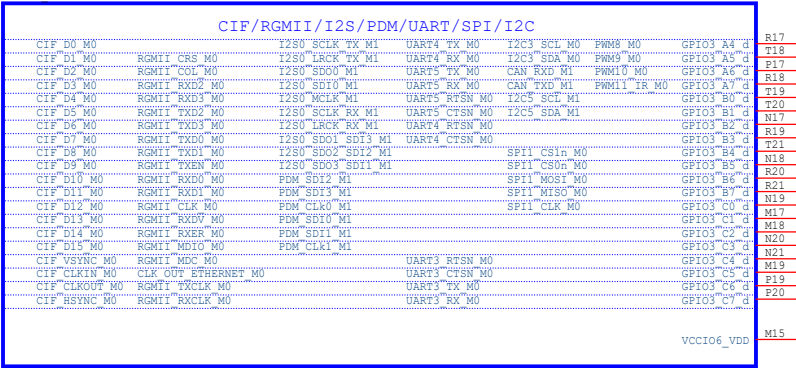 CIF/RGMII/I2S/PDM/UART/SPI/I2C
CIF_D0_M0 I2S0_SCLK_TX_M1 UART4_TX_M0 I2C3_SCL_M0 PWM8_M0 GPIO3_A4_d R17
CIF_D1_M0 RGMII_CRS_M0 I2S0_LRCK_TX_M1 UART4_RX_M0 I2C3_SDA_M0 PWM9_M0 GPIO3_A5_d T18
CIF_D2_M0 RGMII_COL_M0 I2S0_SDO0_M1 UART5_TX_M0 CAN_RXD_M1 PWM10_M0 GPIO3_A6_d P17
CIF_D3_M0 RGMII_RXD2_M0 I2S0_SDI0_M1 UART5_RX_M0 CAN_TXD_M1 PWM11_IR_M0 GPIO3_A7_d R18
CIF_D4_M0 RGMII_RXD3_M0 I2S0_MCLK_M1 UART5_RTSN_M0 I2C5_SCL_M1 GPIO3_B0_d T19
CIF_D5_M0 RGMII_TXD2_M0 I2S0_SCLK_RX_M1 UART5_CTSN_M0 I2C5_SDA_M1 GPIO3_B1_d T20
CIF_D6_M0 RGMII_TXD3_M0 I2S0_LRCK_RX_M1 UART4_RTSN_M0 GPIO3_B2_d N17
CIF_D7_M0 RGMII_TXD0_M0 I2S0_SDO1_SDI3_M1 UART4_CTSN_M0 GPIO3_B3_d R19
CIF_D8_M0 RGMII_TXD1_M0 I2S0_SDO2_SDI2_M1 SPI1_CS1n_M0 GPIO3_B4_d T21
CIF_D9_M0 RGMII_TXEN_M0 I2S0_SDO3_SDI1_M1 SPI1_CS0n_M0 GPIO3_B5_d N18
CIF_D10_M0 RGMII_RXD0_M0 PDM_SDI2_M1 SPI1_MOSI_M0 GPIO3_B6_d R20
CIF_D11_M0 RGMII_RXD1_M0 PDM_SDI3_M1 SPI1_MISO_M0 GPIO3_B7_d R21
CIF_D12_M0 RGMII_CLK_M0 PDM_CLk0_M1 SPI1_CLK_M0 GPIO3_C0_d N19
CIF_D13_M0 RGMII_RXDV_M0 PDM_SDI0_M1 GPIO3_C1_d M17
CIF_D14_M0 RGMII_RXER_M0 PDM_SDI1_M1 GPIO3_C2_d M18
CIF_D15_M0 RGMII_MDIO_M0 PDM_CLk1_M1 GPIO3_C3_d N20
CIF_VSYNC_M0 RGMII_MDC_M0 UART3_RTSN_M0 GPIO3_C4_d N21
CIF_CLKIN_M0 CLK_OUT_ETHERNET_M0 UART3_CTSN_M0 GPIO3_C5_d M19
CIF_CLKOUT_M0 RGMII_TXCLK_M0 UART3_TX_M0 GPIO3_C6_d P19
CIF_HSYNC_M0 RGMII_RXCLK_M0 UART3_RX_M0 GPIO3_C7_d P20
VCCIO6_VDD M15